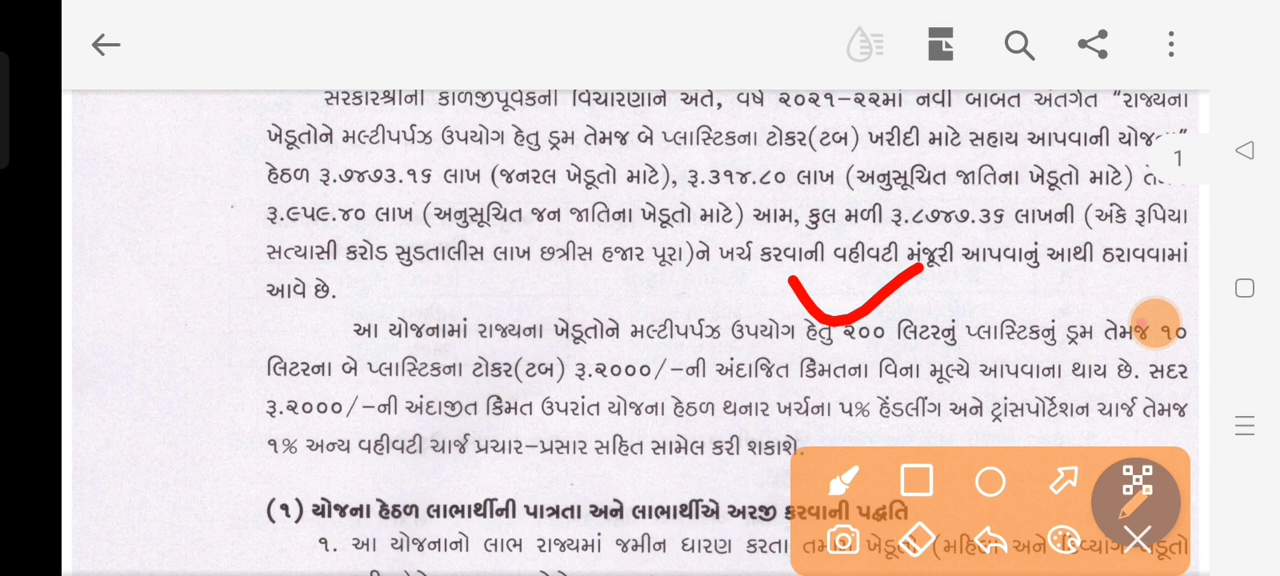 સરકારશ્રીની કાળજીપૂર્વકની વિચારણાને અંતે, વર્ષ ૨૦૨૧-૨૨માં નવી બાબત અંતર્ગત "રાજ્યના
ખેડૂતોને મલ્ટીપર્પઝ ઉપયોગ હેતુ ડ્રમ તેમજ બે પ્લાસ્ટિકના ટોકર(ટબ) ખરીદી માટે સહાય આપવાની
1
હેઠળ રૂ.૭૪૭૩.૧૬ લાખ (જનરલ ખેડૂતો માટે), રૂ.૩૧૪.૮૦ લાખ (અનુસૂચિત જાતિના ખેડૂતો માટે)
રૂ.૯૫૯.૪૦ લાખ (અનુસૂચિત જન જાતિના ખેડૂતો માટે) આમ, કુલ મળી રૂ.૮૭૪૭.૩૬ લાખની (અંકે રૂપિયા
સત્યાસી કરોડ સુડતાલીસ લાખ છત્રીસ હજાર પૂરા)ને ખર્ચ કરવાની વહીવટી મંજૂરી આપવાનું આથી ઠરાવવામાં
આવે છે.
આ યોજનામાં રાજ્યના ખેડૂતોને મલ્ટીપર્પઝ ઉપયોગ હેતુ ૨૦૦ લિટરનું પ્લાસ્ટિકનું ડ્રમ તેમજ ૧૦
લિટરના બે પ્લાસ્ટિકના ટોકર(ટબ) રૂ.૨૦૦૦/-ની અંદાજિત કિંમતના વિના મૂલ્યે આપવાના થાય છે. સદર
રૂ.૨૦૦૦/-ની અંદાજીત કિંમત ઉપરાંત યોજના હેઠળ થનાર ખર્ચના ૫% હેંડલીંગ અને ટ્રાંસપોર્ટેશન ચાર્જ તેમજ
૧% અન્ય વહીવટી ચાર્જ પ્રચાર-પ્રસાર સહિત સામેલ કરી શકાશે.
(૧) યોજના હેઠળ લાભાર્થીની પાત્રતા અને લાભાર્થીએ અરજી કરવાની પદ્ધતિ
૧. આ યોજનાનો લાભ રાજ્યમાં જમીન ધારણ કરતા તમામ ખેડૂતો (મહિલા અને દિવ્યાંગ ખેડૂતો